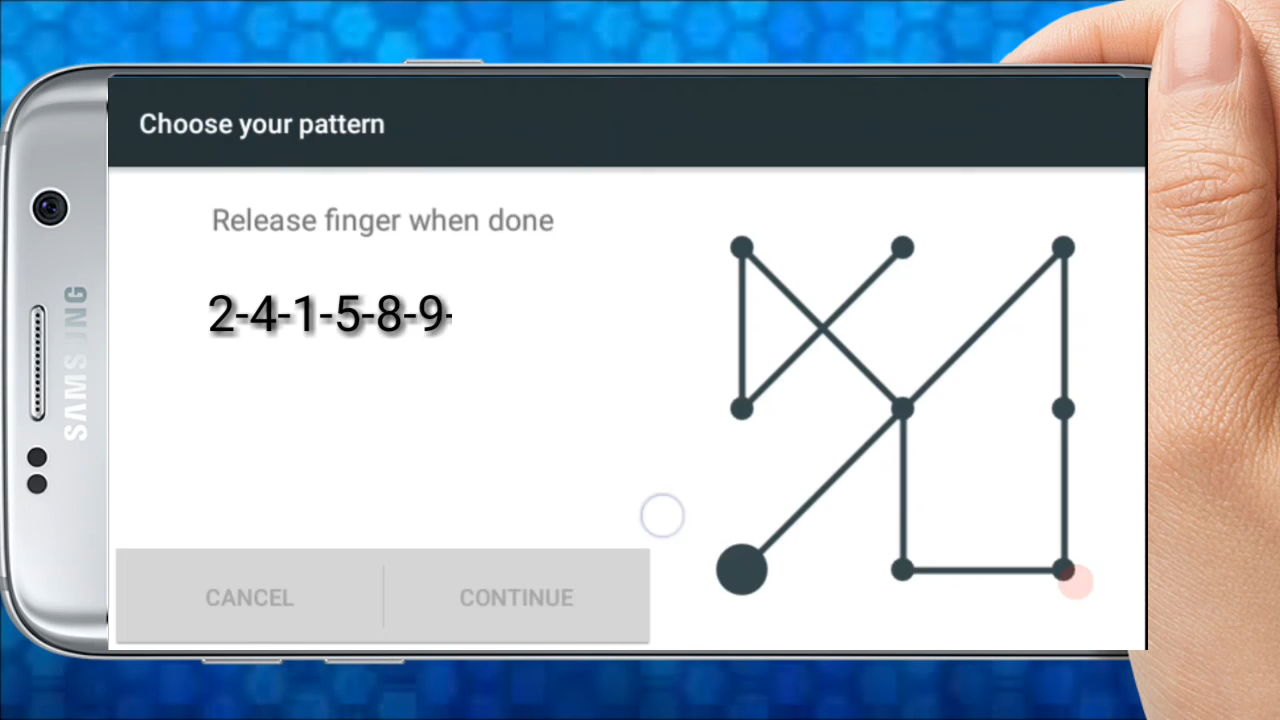 Choose your pattern
Release finger when done
2-4-1-5-8-9-
CANCEL CONTINUE
SAMSUNG